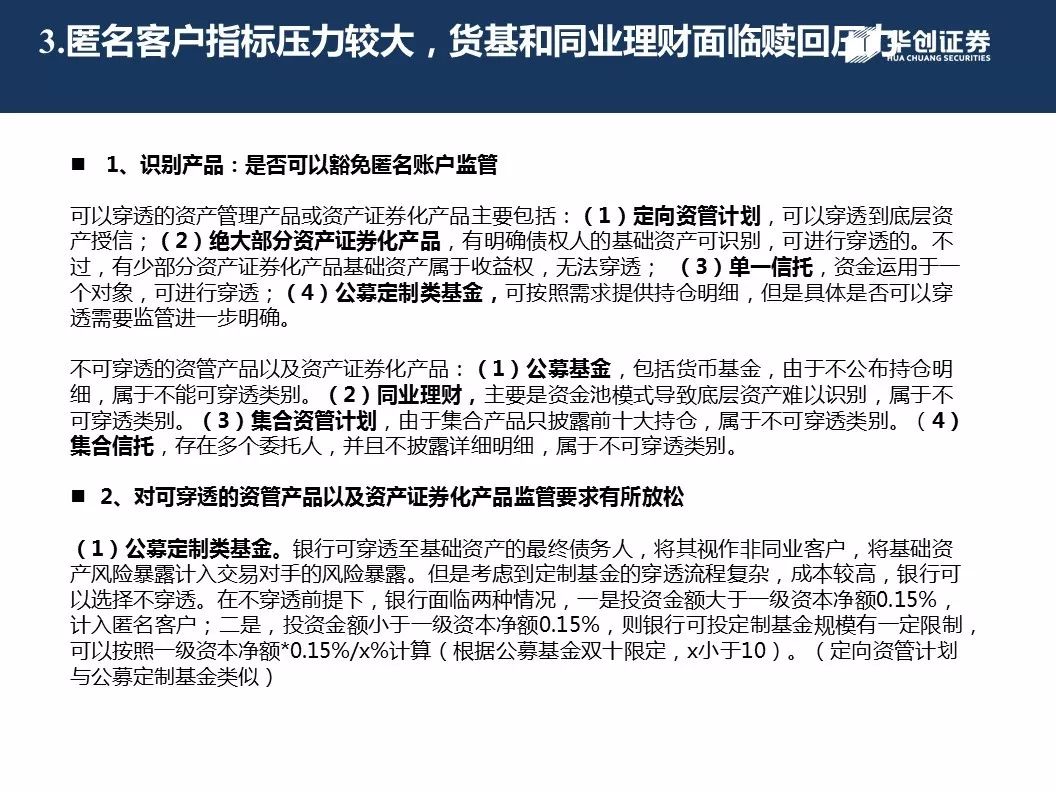 3.匿名客户指标压力较大，货基和同业理财面临赎回压力
华创证券
HUA CHUANG SECURITIES
■ 1、识别产品：是否可以豁免匿名账户监管
可以穿透的资产管理产品或资产证券化产品主要包括：（1）定向资管计划，可以穿透到底层资
产授信；（2）绝大部分资产证券化产品，有明确债权人的基础资产可识别，可进行穿透的。不
过，有少部分资产证券化产品基础资产属于收益权，无法穿透； （3）单一信托，资金运用于一
个对象，可进行穿透；（4）公募定制类基金，可按照需求提供持仓明细，但是具体是否可以穿
透需要监管进一步明确。
不可穿透的资管产品以及资产证券化产品：（1）公募基金，包括货币基金，由于不公布持仓明
细，属于不能可穿透类别。（2）同业理财，主要是资金池模式导致底层资产难以识别，属于不
可穿透类别。（3）集合资管计划，由于集合产品只披露前十大持仓，属于不可穿透类别。（4）
集合信托，存在多个委托人，并且不披露详细明细，属于不可穿透类别。
■ 2、对可穿透的资管产品以及资产证券化产品监管要求有所放松
（1）公募定制类基金。银行可穿透至基础资产的最终债务人，将其视作非同业客户，将基础资
产风险暴露计入交易对手的风险暴露。但是考虑到定制基金的穿透流程复杂，成本较高，银行可
以选择不穿透。在不穿透前提下，银行面临两种情况，一是投资金额大于一级资本净额0.15%，
计入匿名客户；二是，投资金额小于一级资本净额0.15%，则银行可投定制基金规模有一定限制，
可以按照一级资本净额*0.15%/x%计算（根据公募基金双十限定，x小于10）。（定向资管计划
与公募定制基金类似）